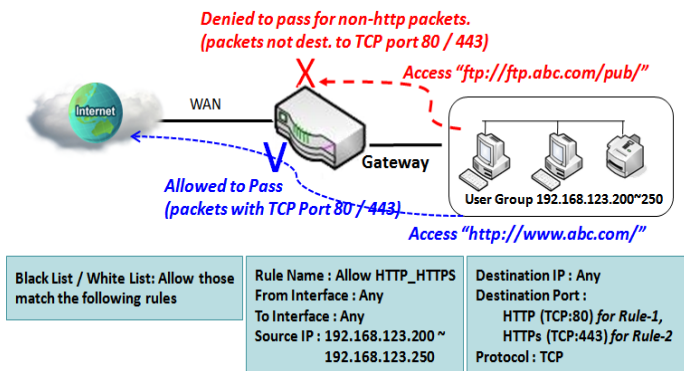 Denied to pass for non-http packets.
(packets not dest. to TCP port 80 / 443)
X
Access “ftp://ftp.abc.com/pub/”
Internet
WAN
V
Gateway
Allowed to Pass
(packets with TCP Port 80 / 443)
User Group 192.168.123.200~250
Access “http://www.abc.com/”
Black List / White List: Allow those
match the following rules
Rule Name : Allow HTTP_HTTPS
From Interface : Any
To Interface : Any
Source IP : 192.168.123.200 ~
192.168.123.250
Destination IP : Any
Destination Port :
HTTP (TCP:80) for Rule-1,
HTTPs (TCP:443) for Rule-2
Protocol : TCP